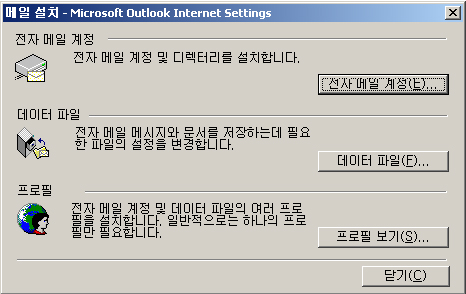 메일 설치 - Microsoft Outlook Internet Settings
전자 메일 계정
전자 메일 계정 및 디렉터리를 설치합니다.
전자 메일 계정(E)...
데이터 파일
전자 메일 메시지와 문서를 저장하는데 필요
한 파일의 설정을 변경합니다.
데이터 파일(F)...
프로필
전자 메일 계정 및 데이터 파일의 여러 프로
필을 설치합니다. 일반적으로는 하나의 프로
필만 필요합니다.
프로필 보기(S)...
닫기(C)